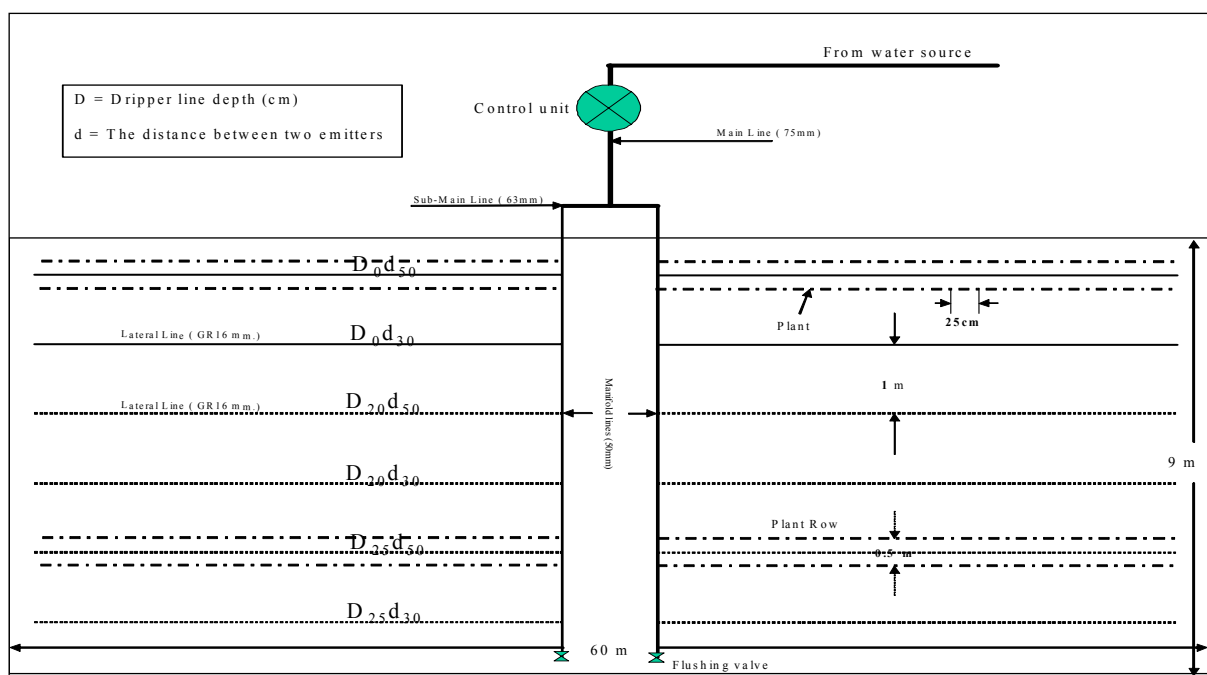 From water source
D = Dripper line depth (cm)
d = The distance between two emitters
Control unit
Main Line ( 75mm)
Sub-Main Line ( 63mm)
D0d50
Plant
25cm
Lateral Line ( GR16 mm.)
D0d30
1 m
Lateral Line ( GR16 mm.)
D20d50
Manifold lines (50mm)
9 m
D20d30
Plant Row
D25d50
0.5 m
D25d30
60 m
Flushing valve